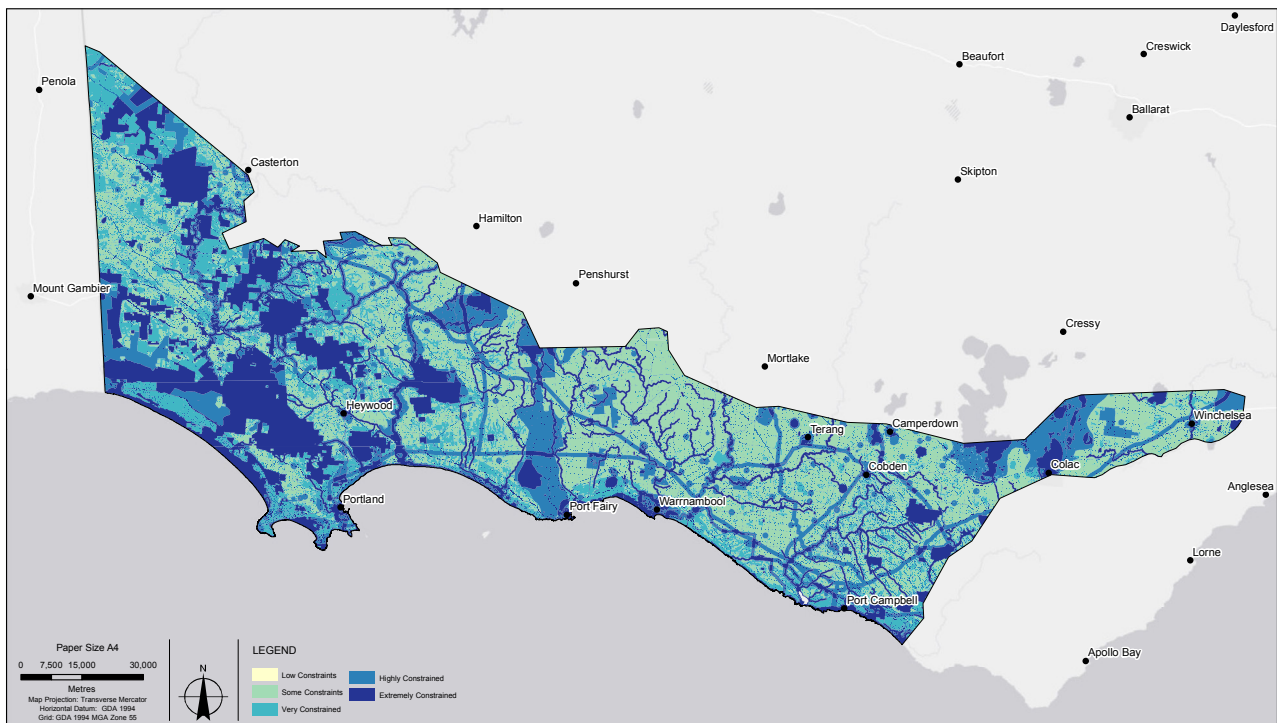 Daylesford
Creswick
Beaufort
Penola
Ballarat
Casterton
Skipton
Hamilton
Penshurst
Mount Gambier
Cressy
Mortlake
Heywood
Winchelsea
Camperdown
Terang
Cobden
Colac
Anglesea
Portland
Port Fairy
Warrnambool
Lorne
Port Campbell
Apollo Bay
Paper Size A4
0 7,500 15,000 30,000
Metres
Map Projection: Transverse Mercator
Horizontal Datum: GDA 1994
Grid: GDA 1994 MGA Zone 55
N
LEGEND
Low Constraints
Some Constraints
Very Constrained
Highly Constrained
Extremely Constrained